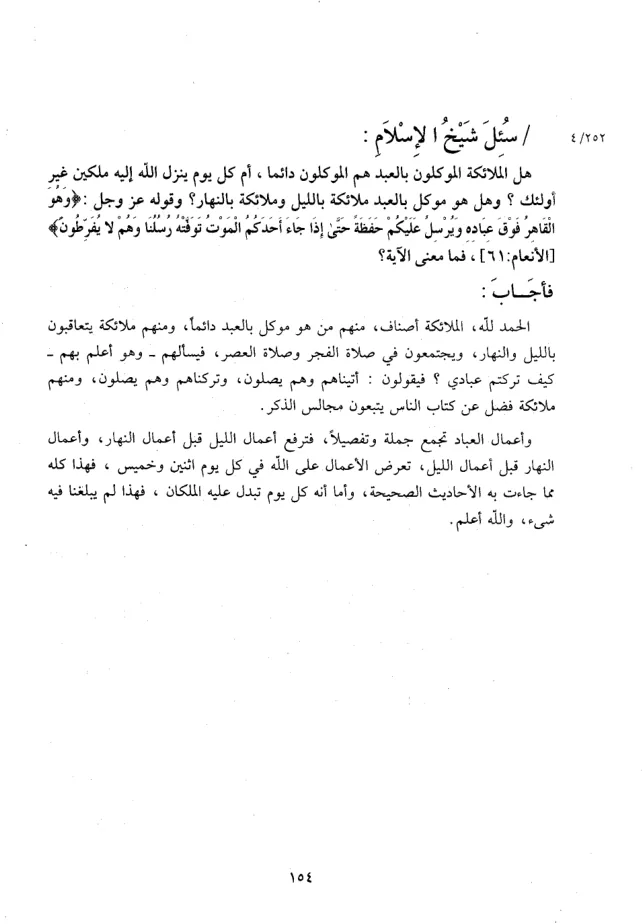 ٤/٢٥٢ / سُئِلَ شَيْخُ الإِسْلَامِ :
هل الملائكة الموكلون بالعبد هم الموكلون دائما ، أم كل يوم ينزل الله إليه ملكين غير
أولئك ؟ وهل هو موكل بالعبد ملائكة بالليل وملائكة بالنهار؟ وقوله عز وجل :﴿وَهُوَ
الْقَاهِرُ فَوْقَ عِبَادِهِ وَيُرْسِلُ عَلَيْكُمْ حَفَظَةً حَتَّىٰ إِذَا جَاءَ أَحَدَكُمُ الْمَوْتُ تَوَفَّتْهُ رُسُلُنَا وَهُمْ لا يُفَرِّطُونَ﴾
[الأنعام:٦١] ، فما معنى الآية؟
فأجَــابَ :
الحمد لله، الملائكة أصناف، منهم من هو موكل بالعبد دائماً، ومنهم ملائكة يتعاقبون
بالليل والنهار، ويجتمعون في صلاة الفجر وصلاة العصر، فيسألهم ـ وهو أعلم بهم ـ
كيف تركتم عبادي ؟ فيقولون : أتيناهم وهم يصلون، وتركناهم وهم يصلون، ومنهم
ملائكة فضل عن كتاب الناس يتبعون مجالس الذكر.
وأعمال العباد تجمع جملة وتفصيلاً، فترفع أعمال الليل قبل أعمال النهار، وأعمال
النهار قبل أعمال الليل، تعرض الأعمال على الله في كل يوم اثنين وخميس ، فهذا كله
مما جاءت به الأحاديث الصحيحة، وأما أنه كل يوم تبدل عليه الملكان ، فهذا لم يبلغنا فيه
شيء، والله أعلم.
١٥٤